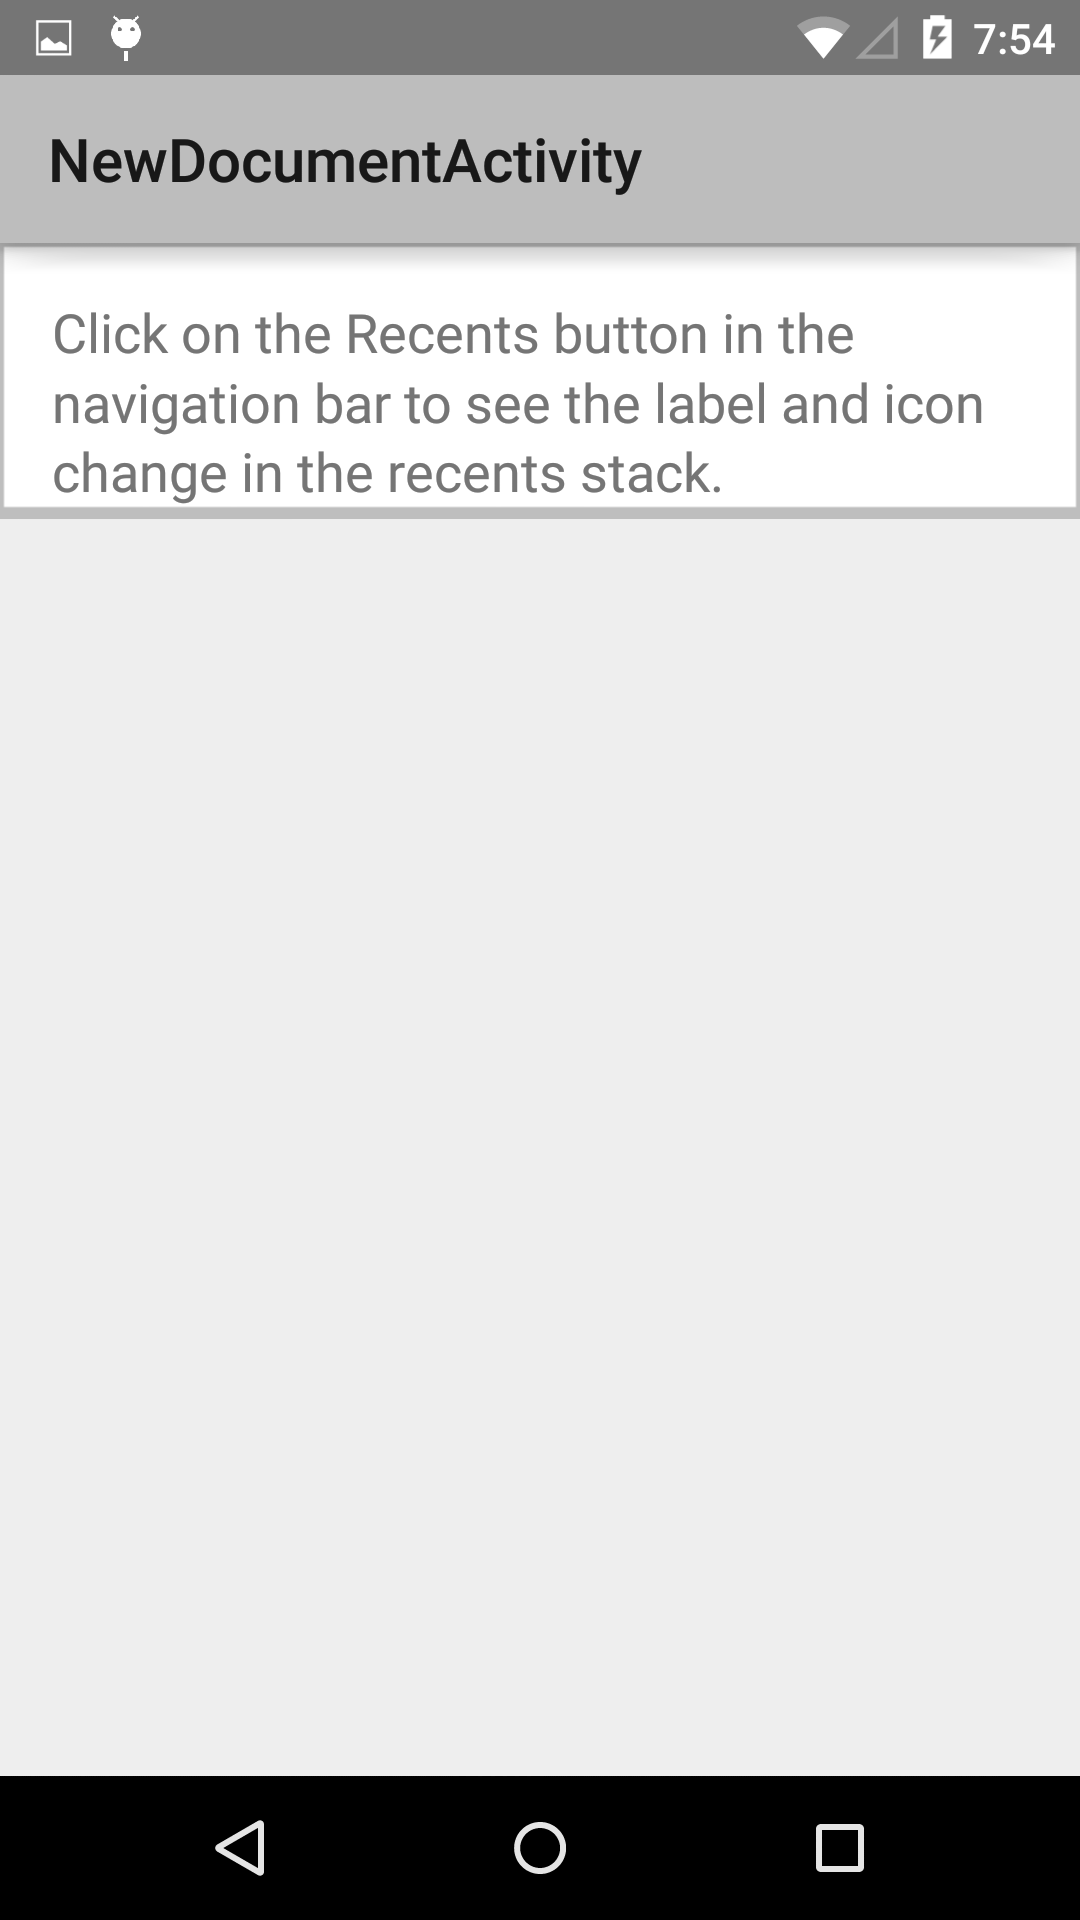 7:54
NewDocumentActivity
Click on the Recents button in the
navigation bar to see the label and icon
change in the recents stack.